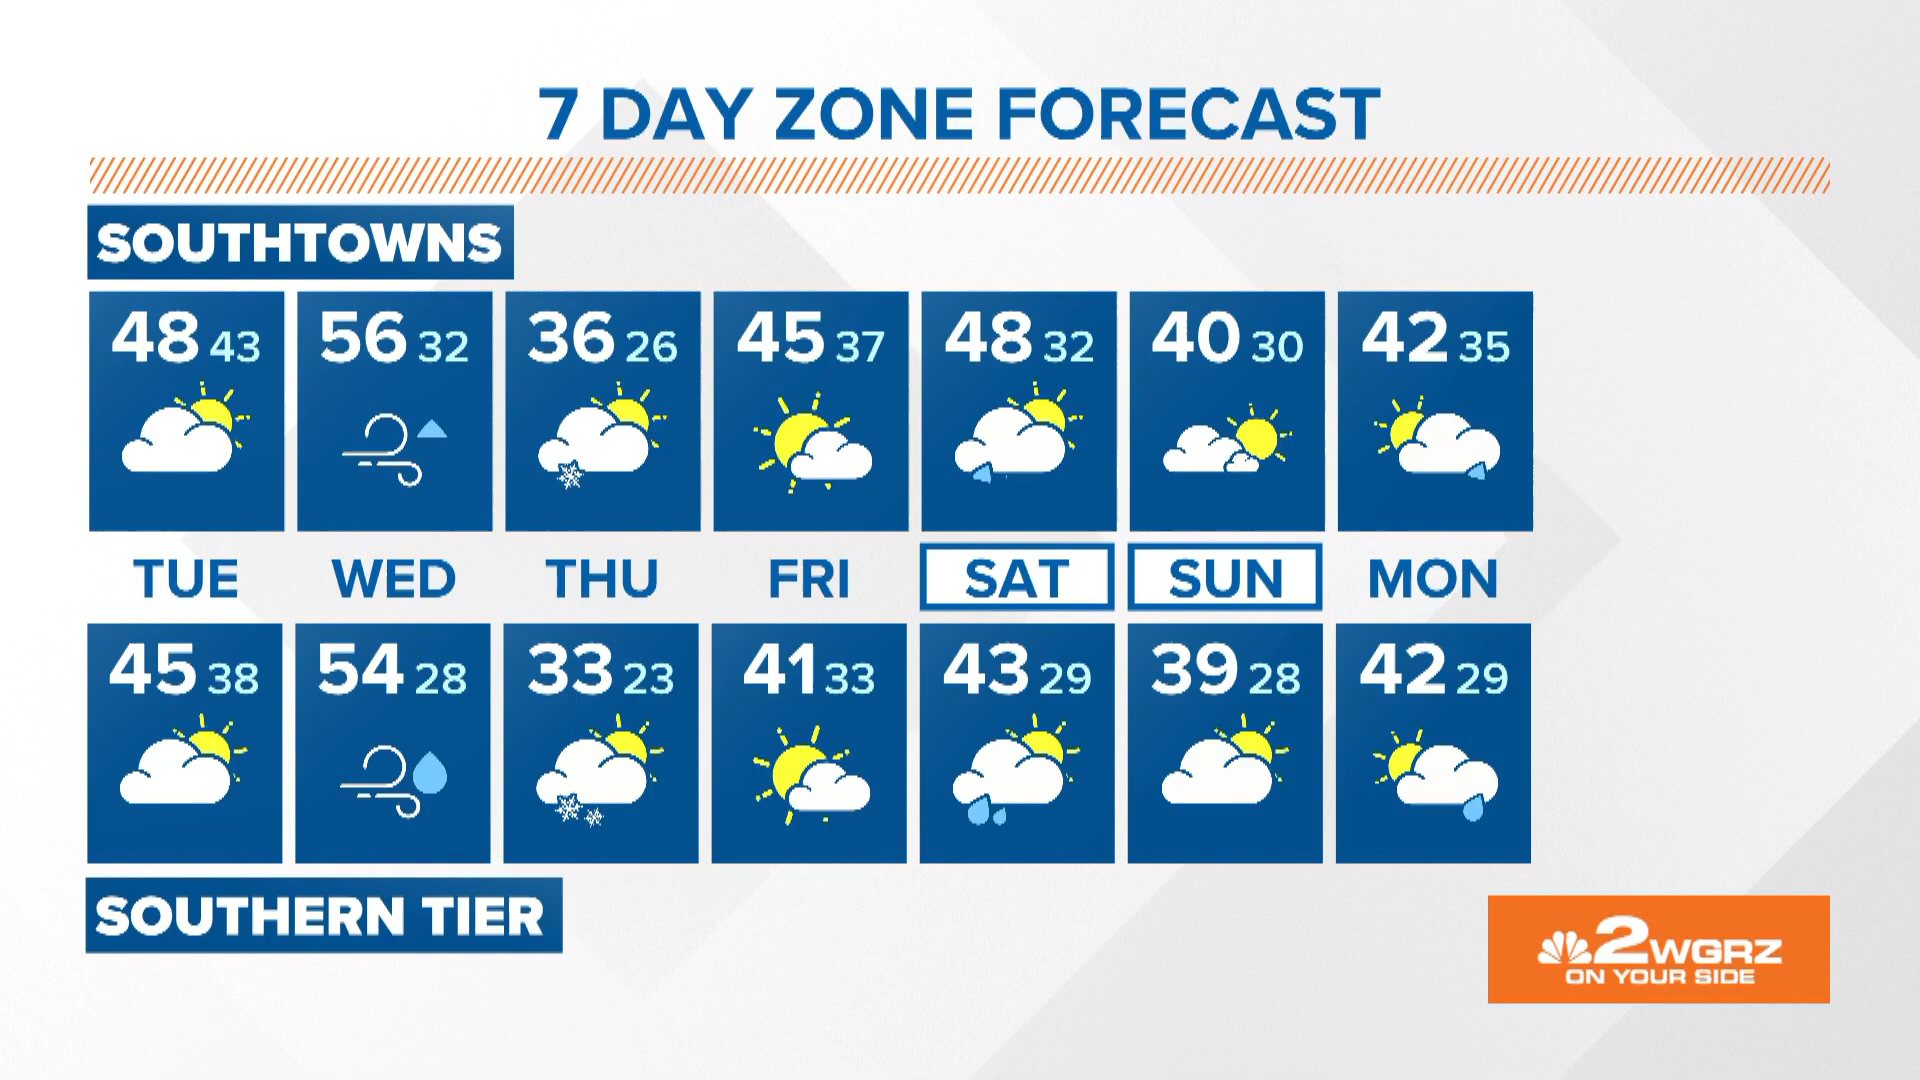 7 DAY ZONE FORECAST
SOUTHTOWNS
48 43 56 32 36 26 45 37 48 32 40 30 42 35
TUE WED THU FRI SAT SUN MON
45 38 54 28 33 23 41 33 43 29 39 28 42 29
SOUTHERN TIER
2 WGRZ
ON YOUR SIDE